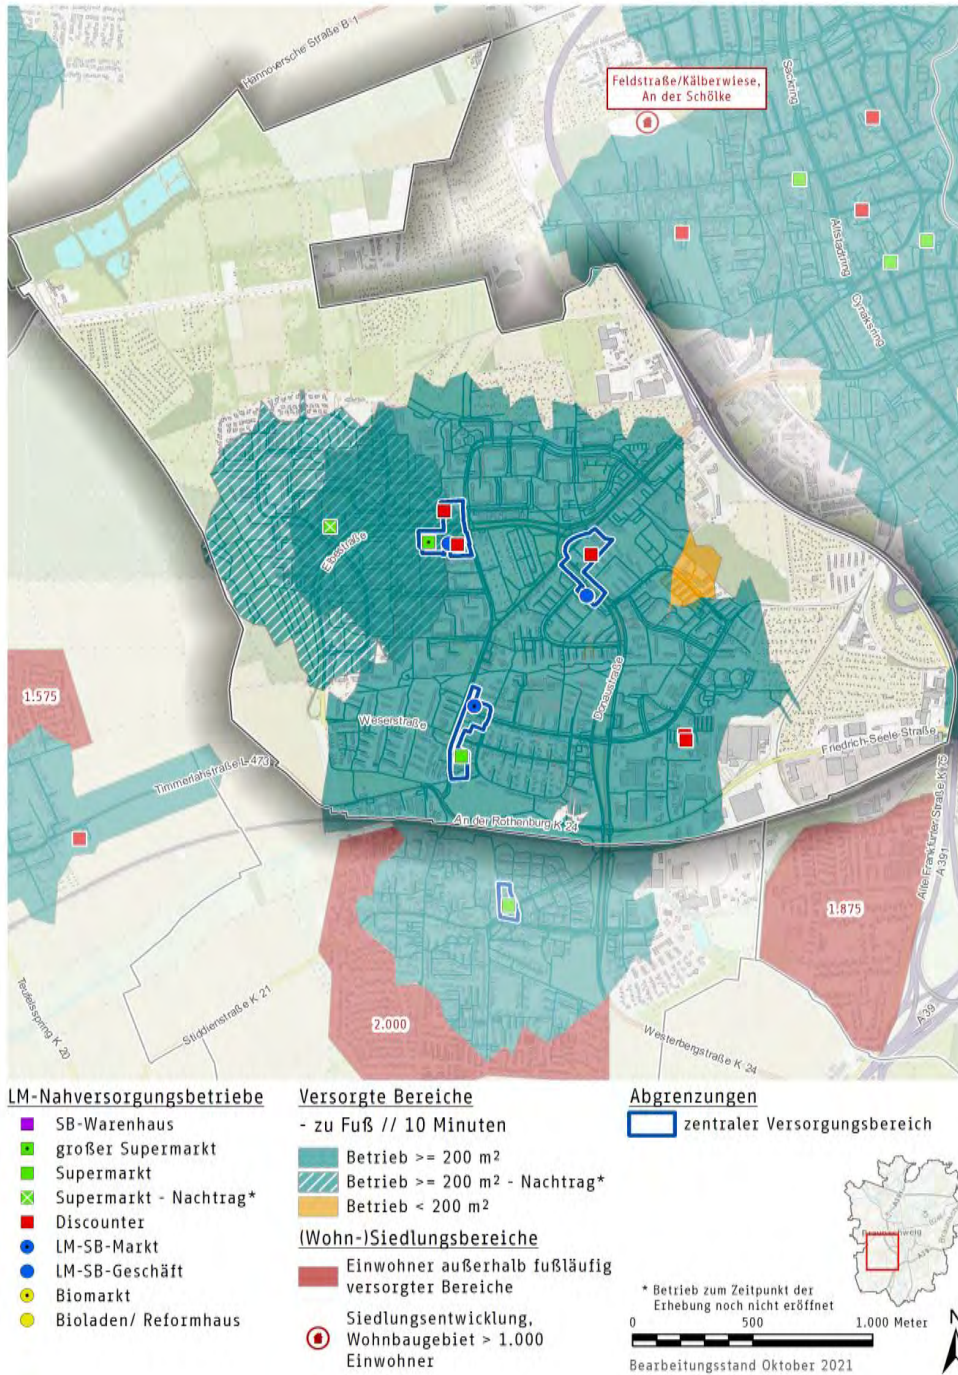 Hannoversche Straße B 1
Feldstraße/Kälberwiese,
An der Schölke
Sackring
Altstadtring
Cyriaksring
Elbestraße
Donaustraße
Weserstraße
Friedrich-Seele-Straße
1.575
Timmerlahstraße L 473
An der Rothenburg K 24
Alte Frankfurter Straße K 75
A 391
1.875
2.000
Teufelsspring K 20
Stiddienstraße K 21
Westerbergstraße K 24
A 39
LM-Nahversorgungsbetriebe
SB-Warenhaus
großer Supermarkt
Supermarkt
Supermarkt - Nachtrag*
Discounter
LM-SB-Markt
LM-SB-Geschäft
Biomarkt
Bioladen/ Reformhaus
Versorgte Bereiche
- zu Fuß // 10 Minuten
Betrieb >= 200 m²
Betrieb >= 200 m² - Nachtrag*
Betrieb < 200 m²
(Wohn-)Siedlungsbereiche
Einwohner außerhalb fußläufig
versorgter Bereiche
Siedlungsentwicklung,
Wohnbaugebiet > 1.000
Einwohner
Abgrenzungen
zentraler Versorgungsbereich
Braunschweig
* Betrieb zum Zeitpunkt der
Erhebung noch nicht eröffnet
0 500 1.000 Meter
N
Bearbeitungsstand Oktober 2021